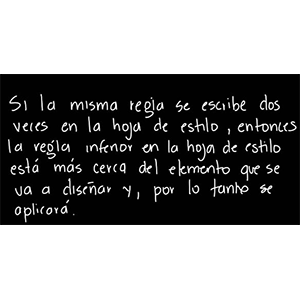 Si la misma regla se escribe dos
veces en la hoja de estilo, entonces
la regla inferior en la hoja de estilo
está más cerca del elemento que se
va a diseñar y, por lo tanto se
aplicará.